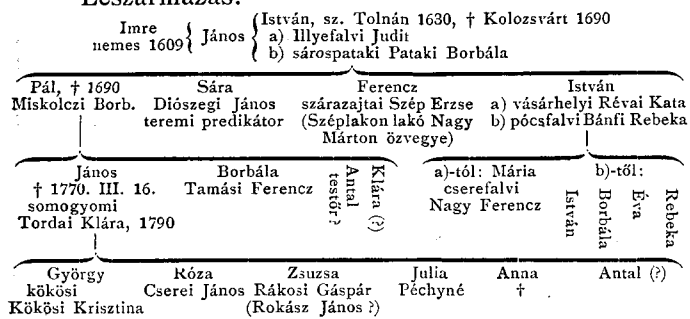 Leszármazás:
Imre
nemes 1609
János
István, sz. Tolnán 1630, † Kolozsvárt 1690
a) Illyefalvi Judit
b) sárospataki Pataki Borbála
Pál, † 1690 Sára Ferencz István
Miskolczi Borb. Diószegi János szárazajtai Szép Erzse a) vásárhelyi Révai Kata
teremi predikátor (Széplakon lakó Nagy b) pócsfalvi Bánfi Rebeka
Márton özvegye)
János Borbála Antal Klára (?) a)-tól: Mária b)-től:
† 1770. III. 16. Tamási Ferencz testőr? cserefalvi István Borbála Éva Rebeka
somogyomi Nagy Ferencz
Tordai Klára, 1790
György Róza Zsuzsa Julia Anna Antal (?)
kökösi Cserei János Rákosi Gáspár Péchyné †
Kökösi Krisztina (Rokász János ?)